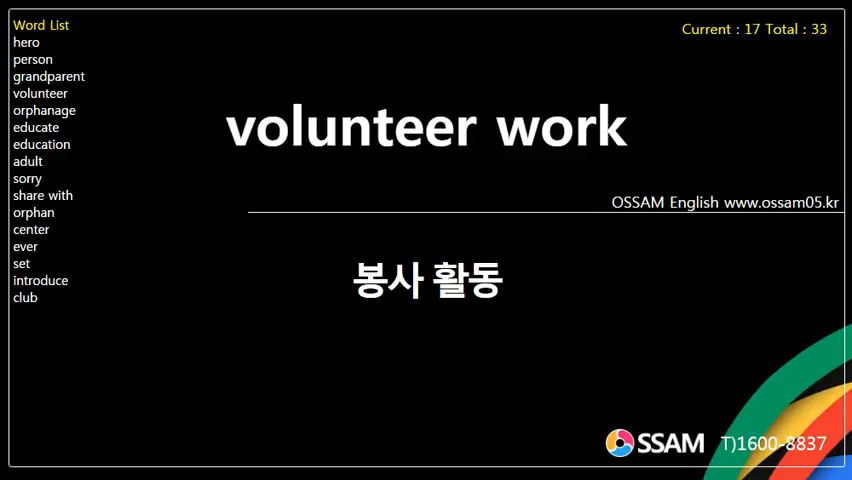 Word List
hero
person
grandparent
volunteer
orphanage
educate
education
adult
sorry
share with
orphan
center
ever
set
introduce
club
Current : 17 Total : 33
volunteer work
OSSAM English www.ossam05.kr
봉사 활동
OSSAM T)1600-8837